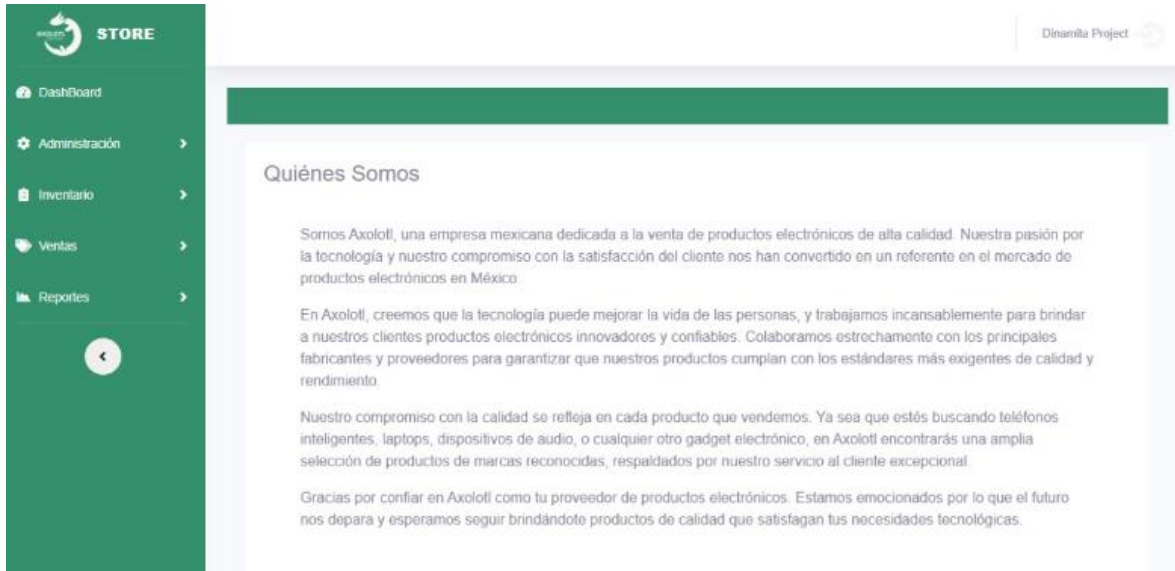 STORE
Dinamita Project
DashBoard
Administración
Inventario
Ventas
Reportes
Quiénes Somos
Somos Axolotl, una empresa mexicana dedicada a la venta de productos electrónicos de alta calidad. Nuestra pasión por
la tecnología y nuestro compromiso con la satisfacción del cliente nos han convertido en un referente en el mercado de
productos electrónicos en México.
En Axolotl, creemos que la tecnología puede mejorar la vida de las personas, y trabajamos incansablemente para brindar
a nuestros clientes productos electrónicos innovadores y confiables. Colaboramos estrechamente con los principales
fabricantes y proveedores para garantizar que nuestros productos cumplan con los estándares más exigentes de calidad y
rendimiento.
Nuestro compromiso con la calidad se refleja en cada producto que vendemos. Ya sea que estés buscando teléfonos
inteligentes, laptops, dispositivos de audio, o cualquier otro gadget electrónico, en Axolotl encontrarás una amplia
selección de productos de marcas reconocidas, respaldados por nuestro servicio al cliente excepcional.
Gracias por confiar en Axolotl como tu proveedor de productos electrónicos. Estamos emocionados por lo que el futuro
nos depara y esperamos seguir brindándote productos de calidad que satisfagan tus necesidades tecnológicas.